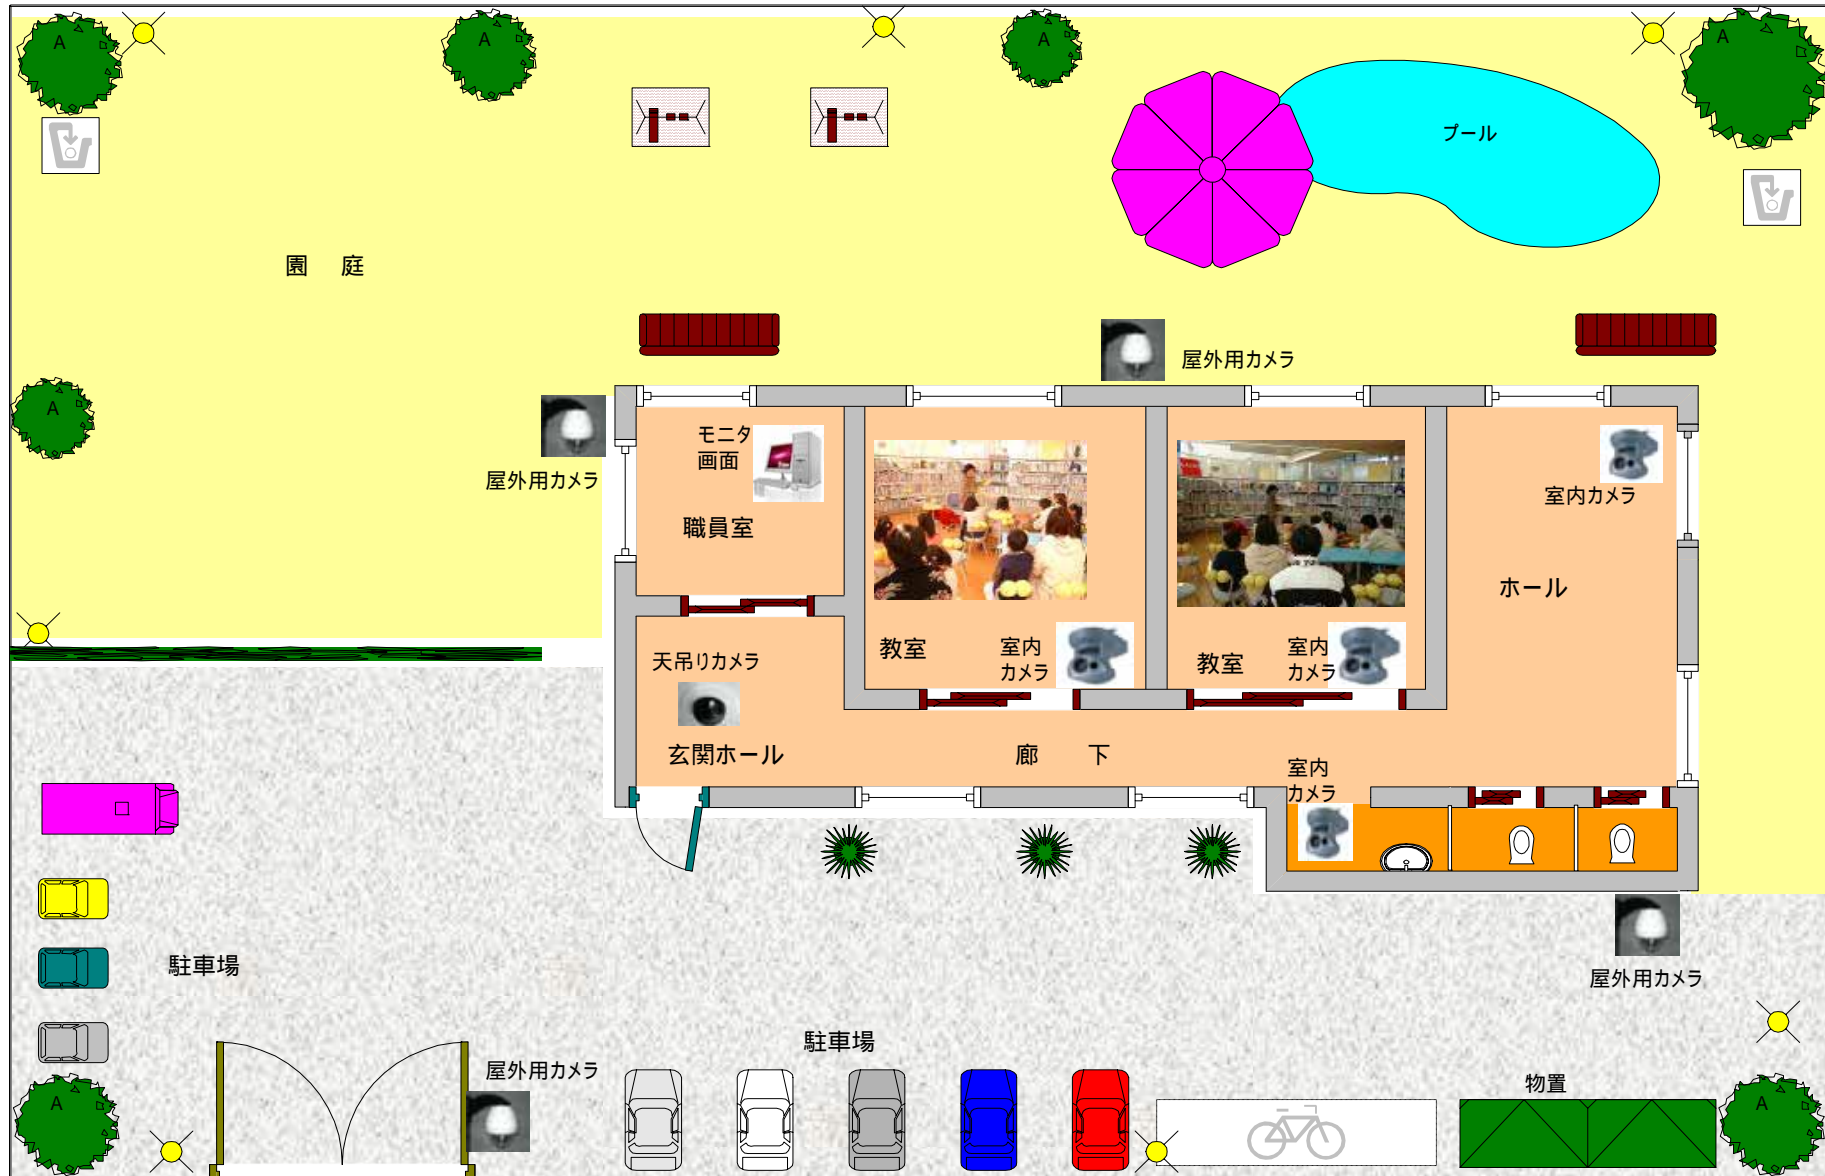 A
A
A
A
プール
園　庭
屋外用カメラ
A
屋外用カメラ
モニタ
画面
職員室
室内カメラ
ホール
教室
室内
カメラ
教室
室内
カメラ
天吊りカメラ
玄関ホール
廊　下
室内
カメラ
駐車場
屋外用カメラ
駐車場
屋外用カメラ
物置
A
A